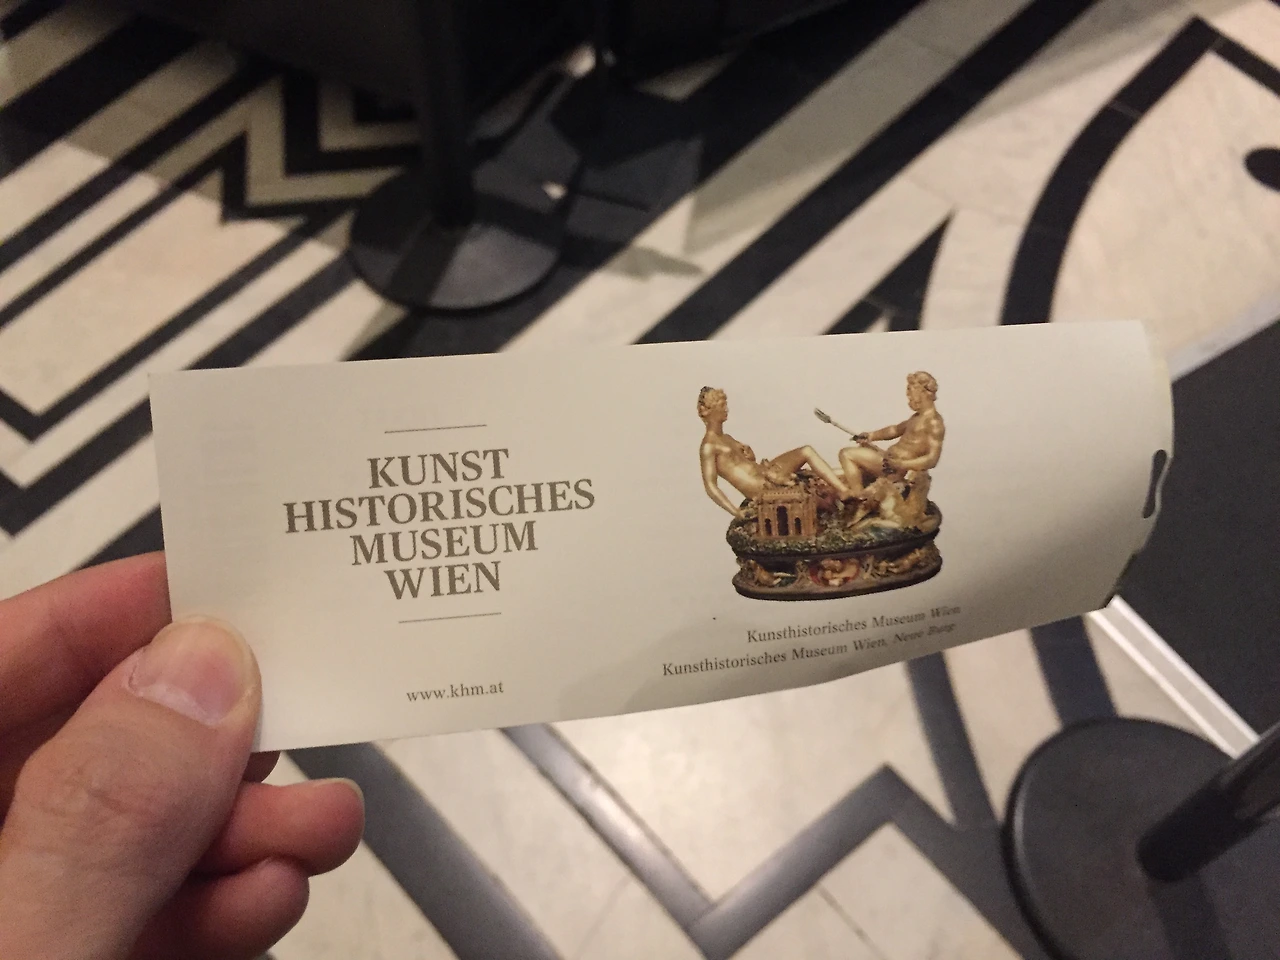 KUNST
HISTORISCHES
MUSEUM
WIEN
www.khm.at
Kunsthistorisches Museum Wien
Kunsthistorisches Museum Wien, Neue Burg